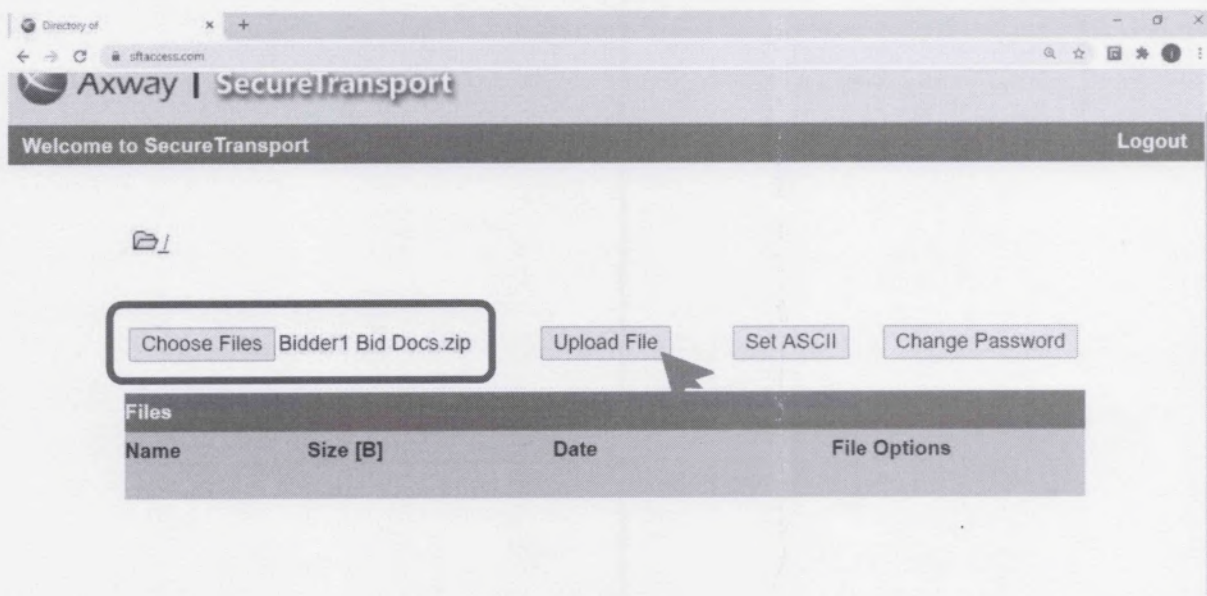 Directory of
sftaccess.com
Axway | SecureTransport
Welcome to SecureTransport Logout
/
Choose Files Bidder1 Bid Docs.zip Upload File Set ASCII Change Password
Files
Name Size [B] Date File Options